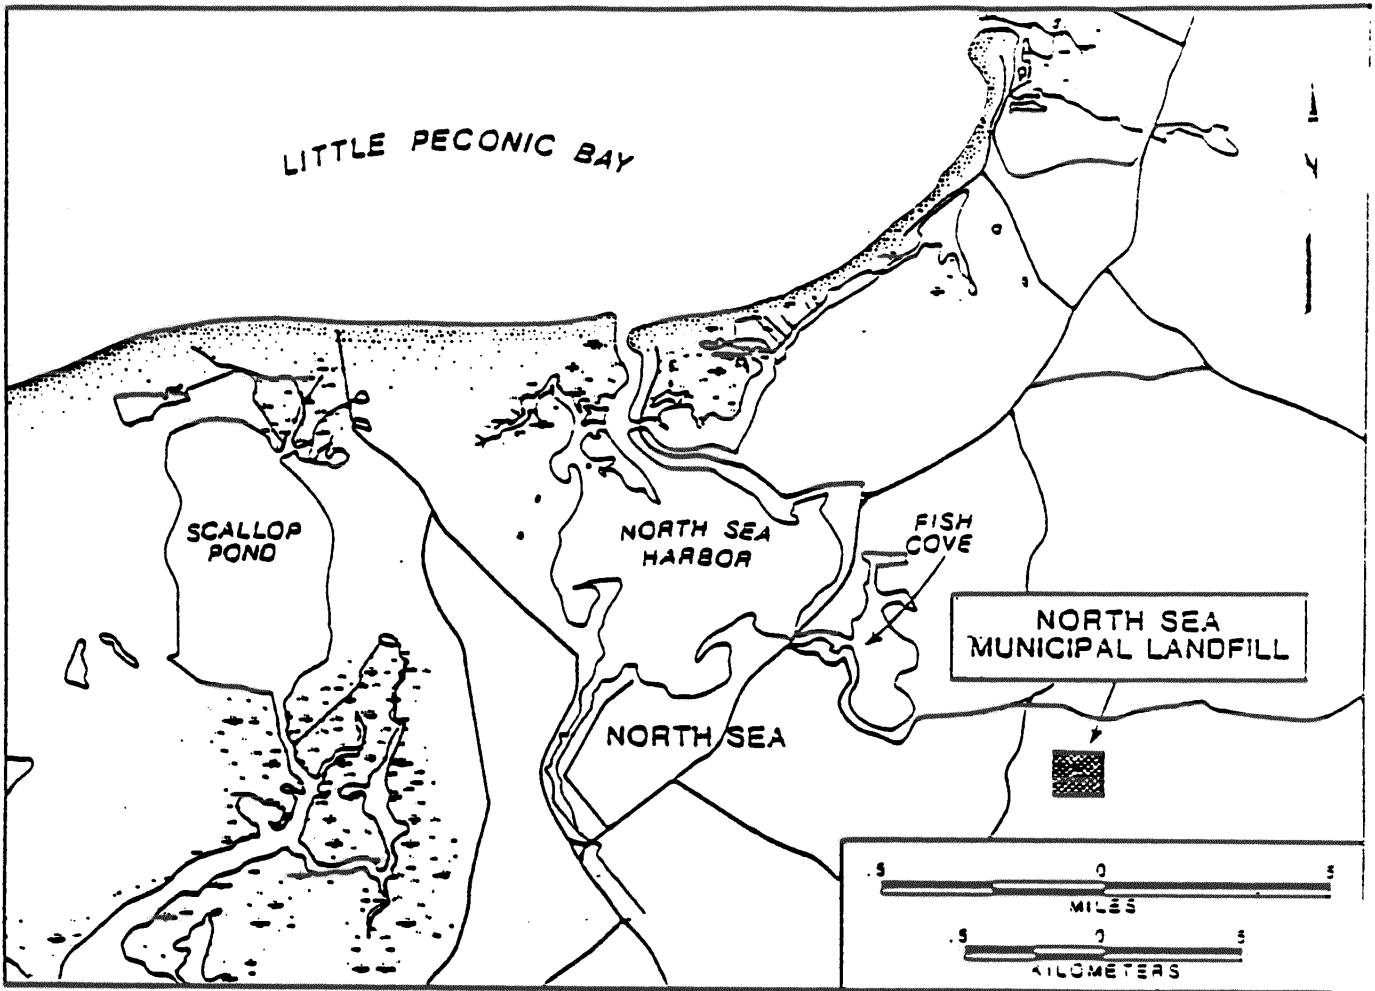 LITTLE PECONIC BAY
SCALLOP
POND
NORTH SEA
HARBOR
FISH
COVE
NORTH SEA
MUNICIPAL LANDFILL
NORTH SEA
.5 0 .5
MILES
.5 0 .5
KILOMETERS